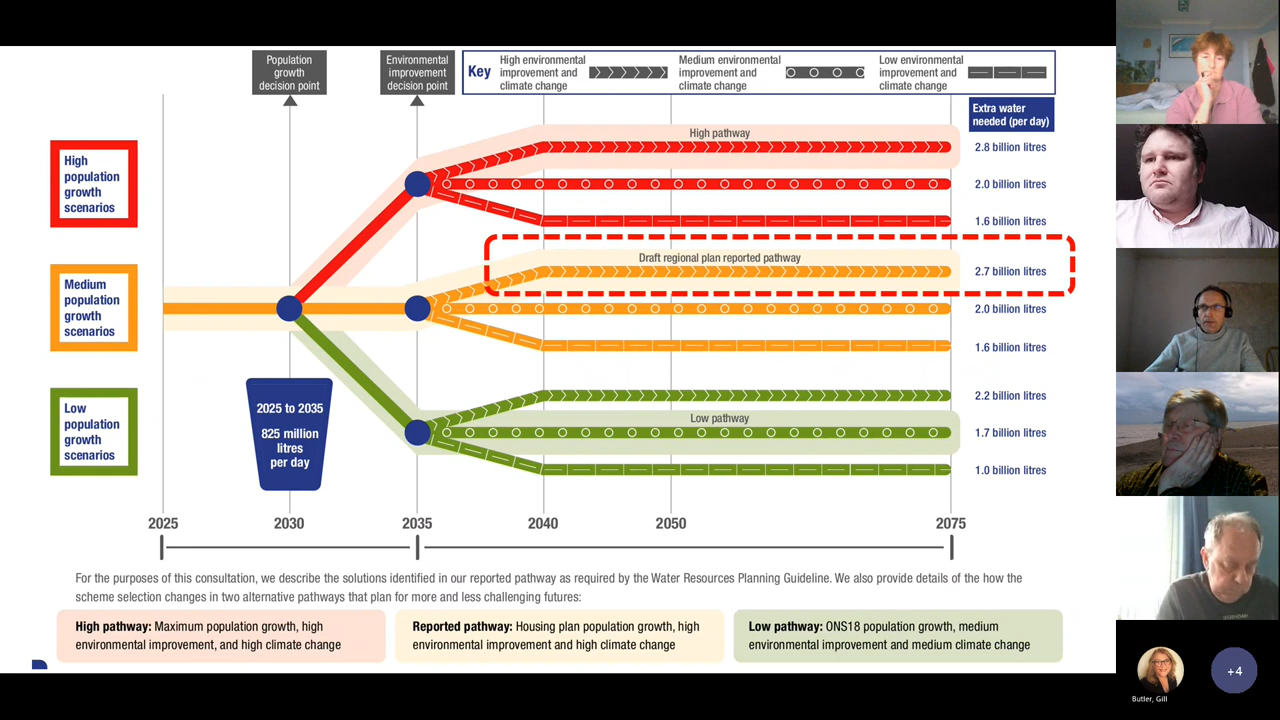 Population
growth
decision point
Environmental
improvement
decision point
Key
High environmental
improvement and
climate change
Medium environmental
improvement and
climate change
Low environmental
improvement and
climate change
Extra water
needed (per day)
High
population
growth
scenarios
High pathway
2.8 billion litres
2.0 billion litres
1.6 billion litres
Medium
population
growth
scenarios
Draft regional plan reported pathway
2.7 billion litres
2.0 billion litres
1.6 billion litres
Low
population
growth
scenarios
2025 to 2035
825 million
litres
per day
2.2 billion litres
Low pathway
1.7 billion litres
1.0 billion litres
2025 2030 2035 2040 2050 2075
For the purposes of this consultation, we describe the solutions identified in our reported pathway as required by the Water Resources Planning Guideline. We also provide details of the how the
scheme selection changes in two alternative pathways that plan for more and less challenging futures:
High pathway: Maximum population growth, high
environmental improvement, and high climate change
Reported pathway: Housing plan population growth, high
environmental improvement and high climate change
Low pathway: ONS18 population growth, medium
environmental improvement and medium climate change
Butler, Gill
+4